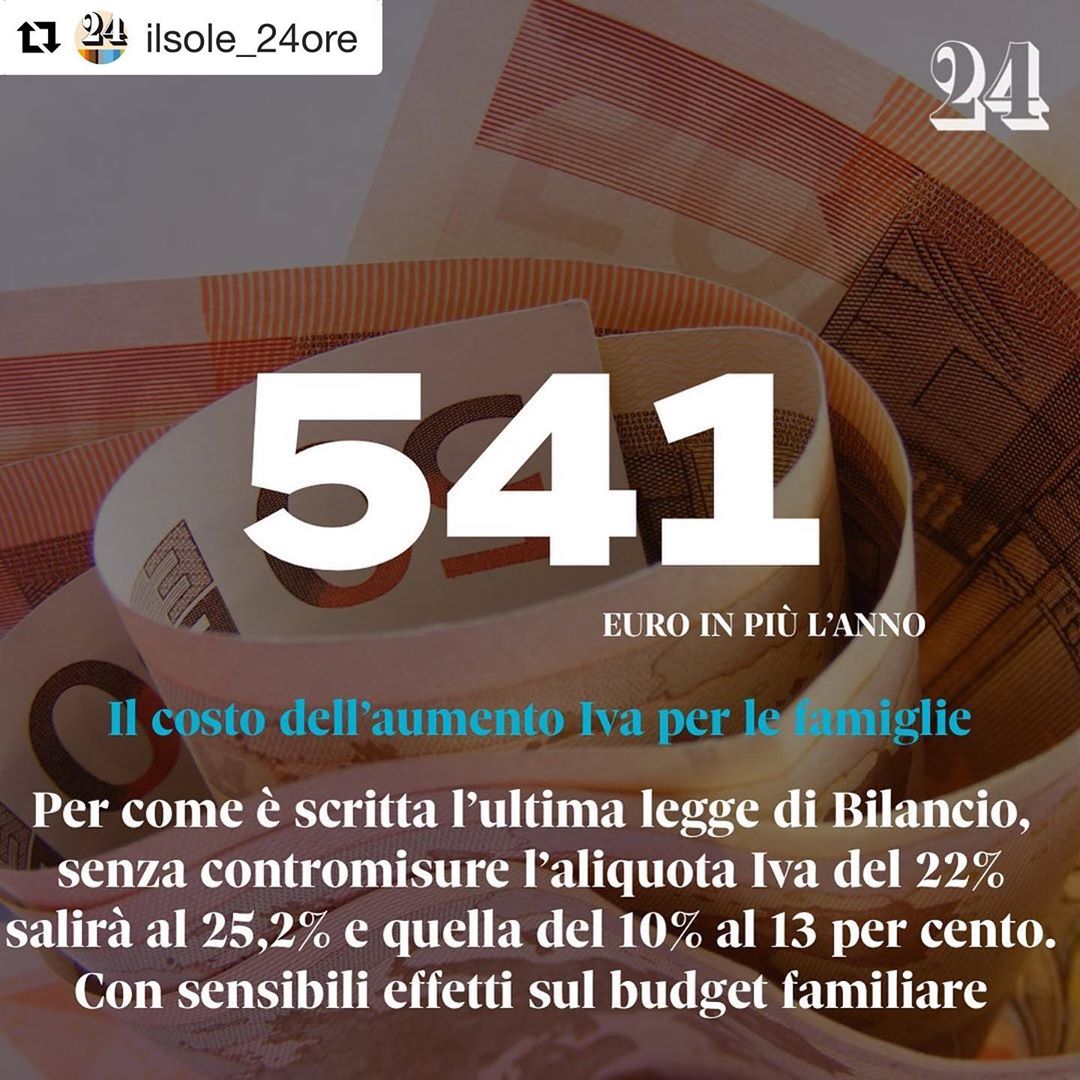 24 ilsole_24ore
24
541
EURO IN PIÙ L'ANNO
Il costo dell'aumento Iva per le famiglie
Per come è scritta l'ultima legge di Bilancio,
senza contromisure l'aliquota Iva del 22%
salirà al 25,2% e quella del 10% al 13 per cento.
Con sensibili effetti sul budget familiare